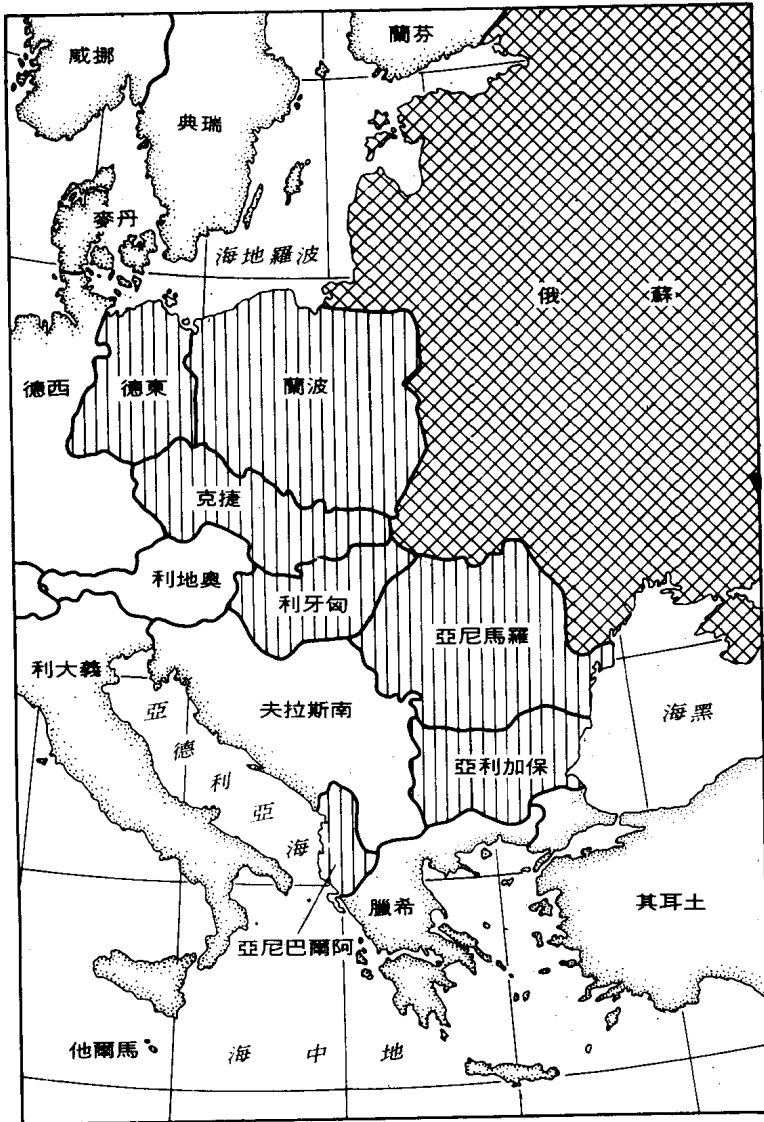 芬蘭
挪威
瑞典
丹麥
波羅地海
蘇俄
西德
東德
波蘭
捷克
奧地利
匈牙利
羅馬尼亞
義大利
南斯拉夫
黑海
亞德利亞海
保加利亞
希臘
土耳其
阿爾巴尼亞
馬爾他
地中海